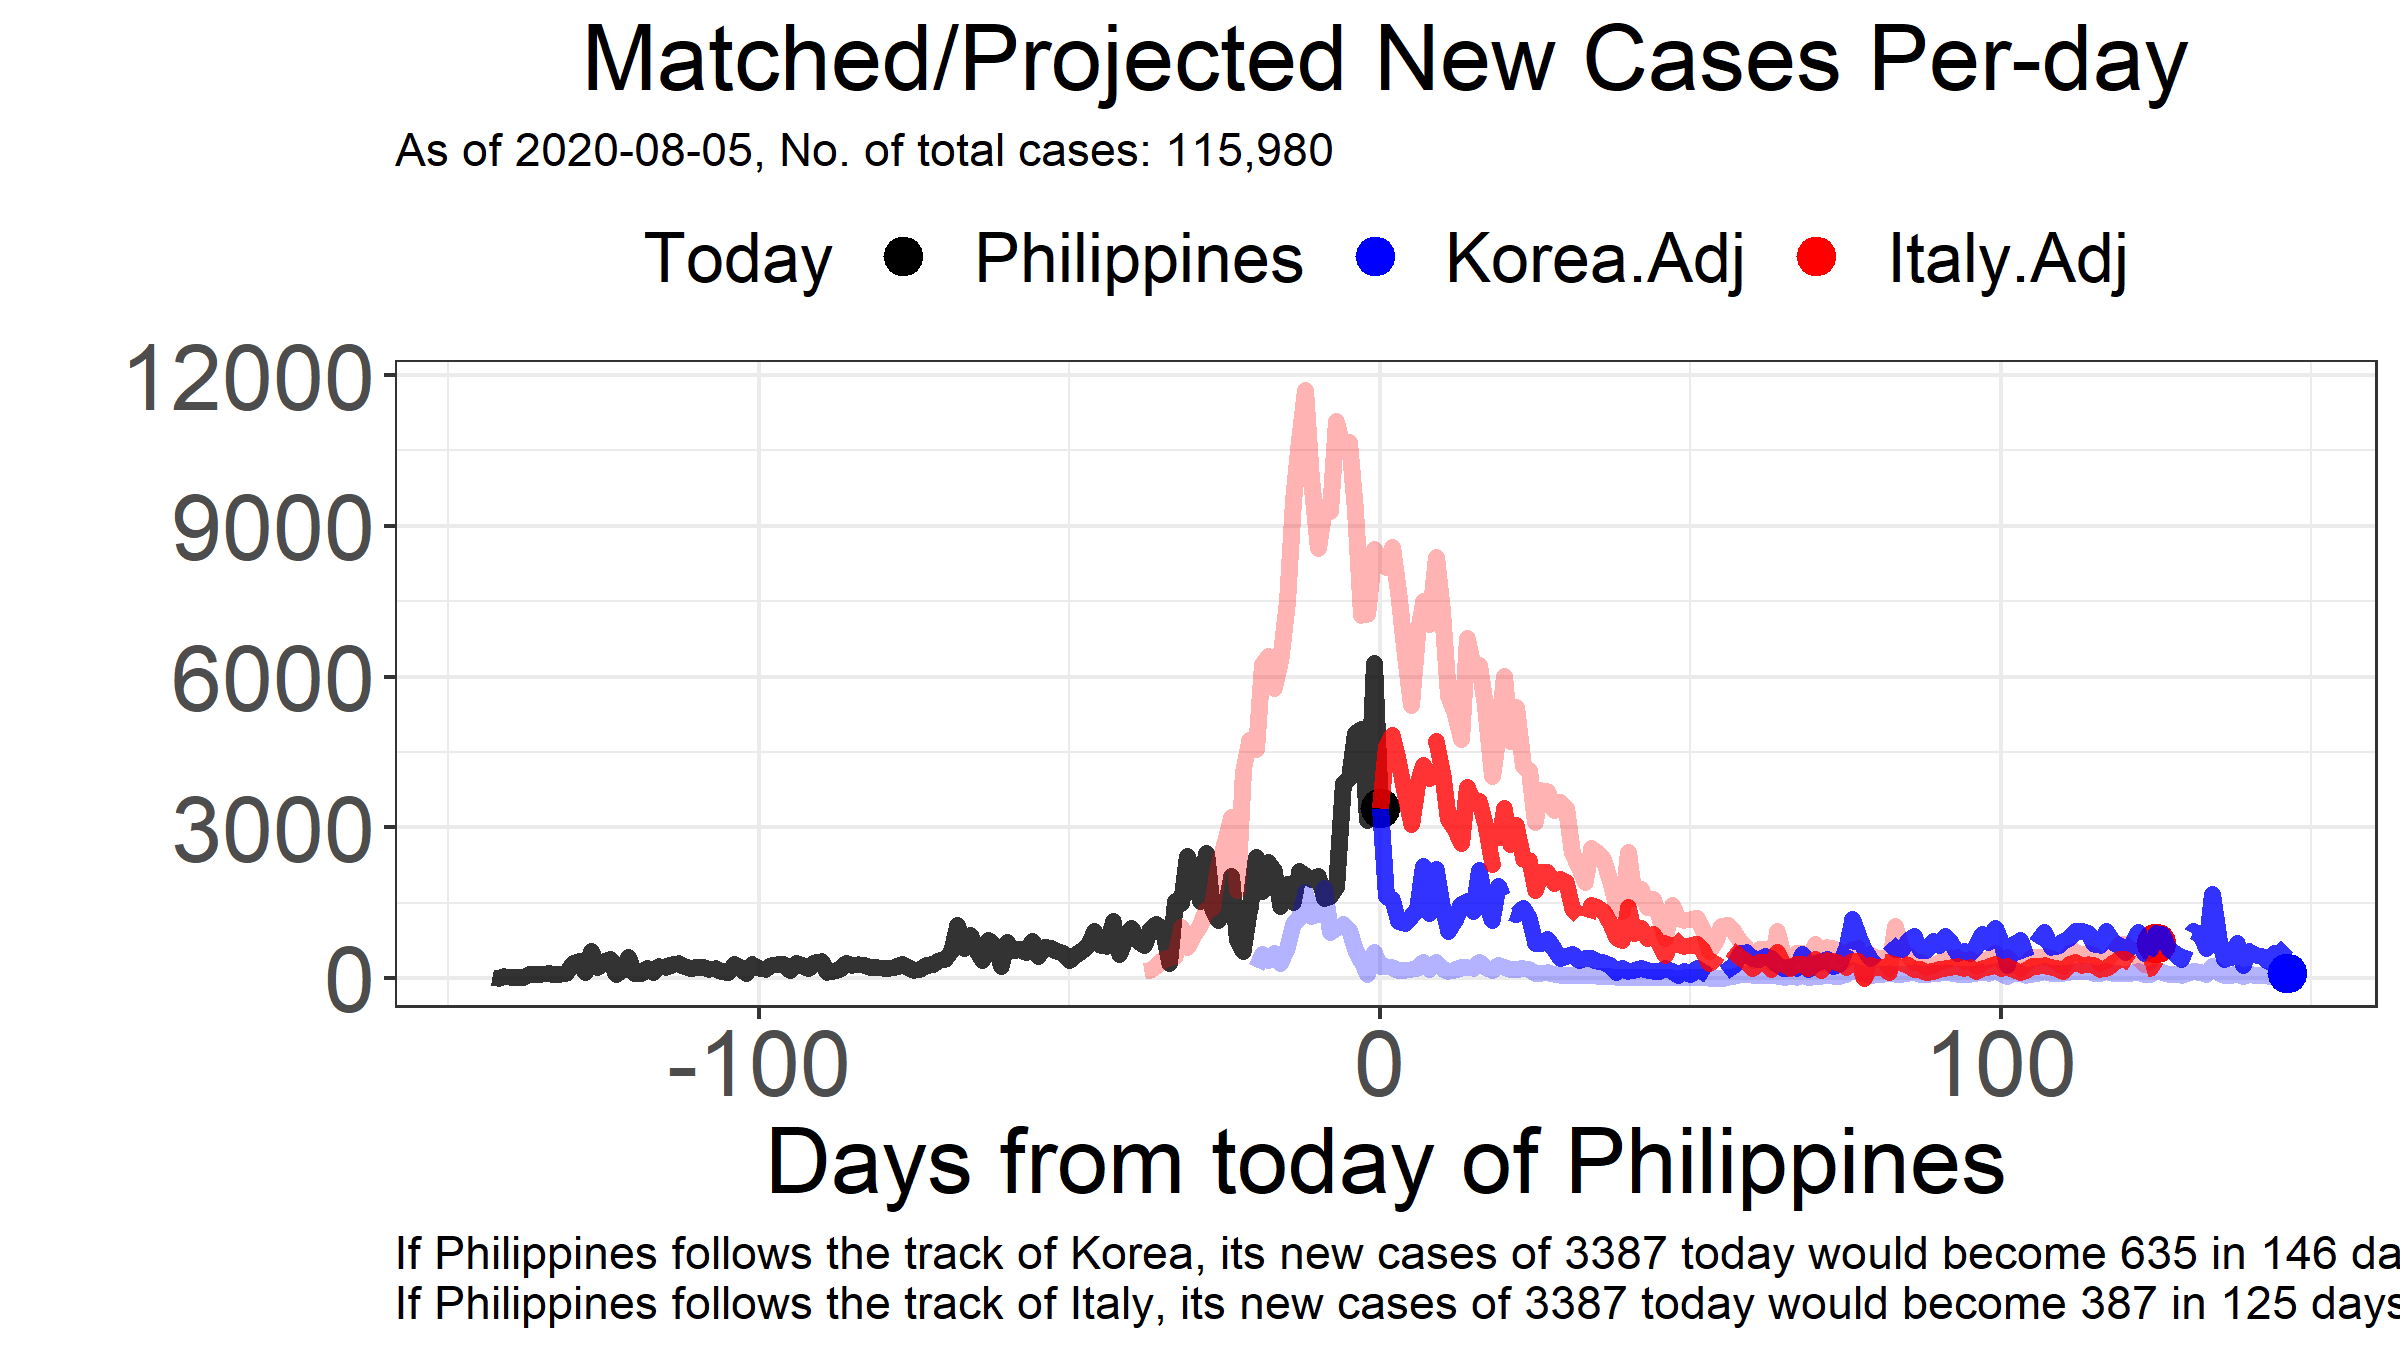 Matched/Projected New Cases Per-day
As of 2020-08-05, No. of total cases: 115,980
Today Philippines Korea.Adj Italy.Adj
12000
9000
6000
3000
0
-100 0 100
Days from today of Philippines
If Philippines follows the track of Korea, its new cases of 3387 today would become 635 in 146 da
If Philippines follows the track of Italy, its new cases of 3387 today would become 387 in 125 days